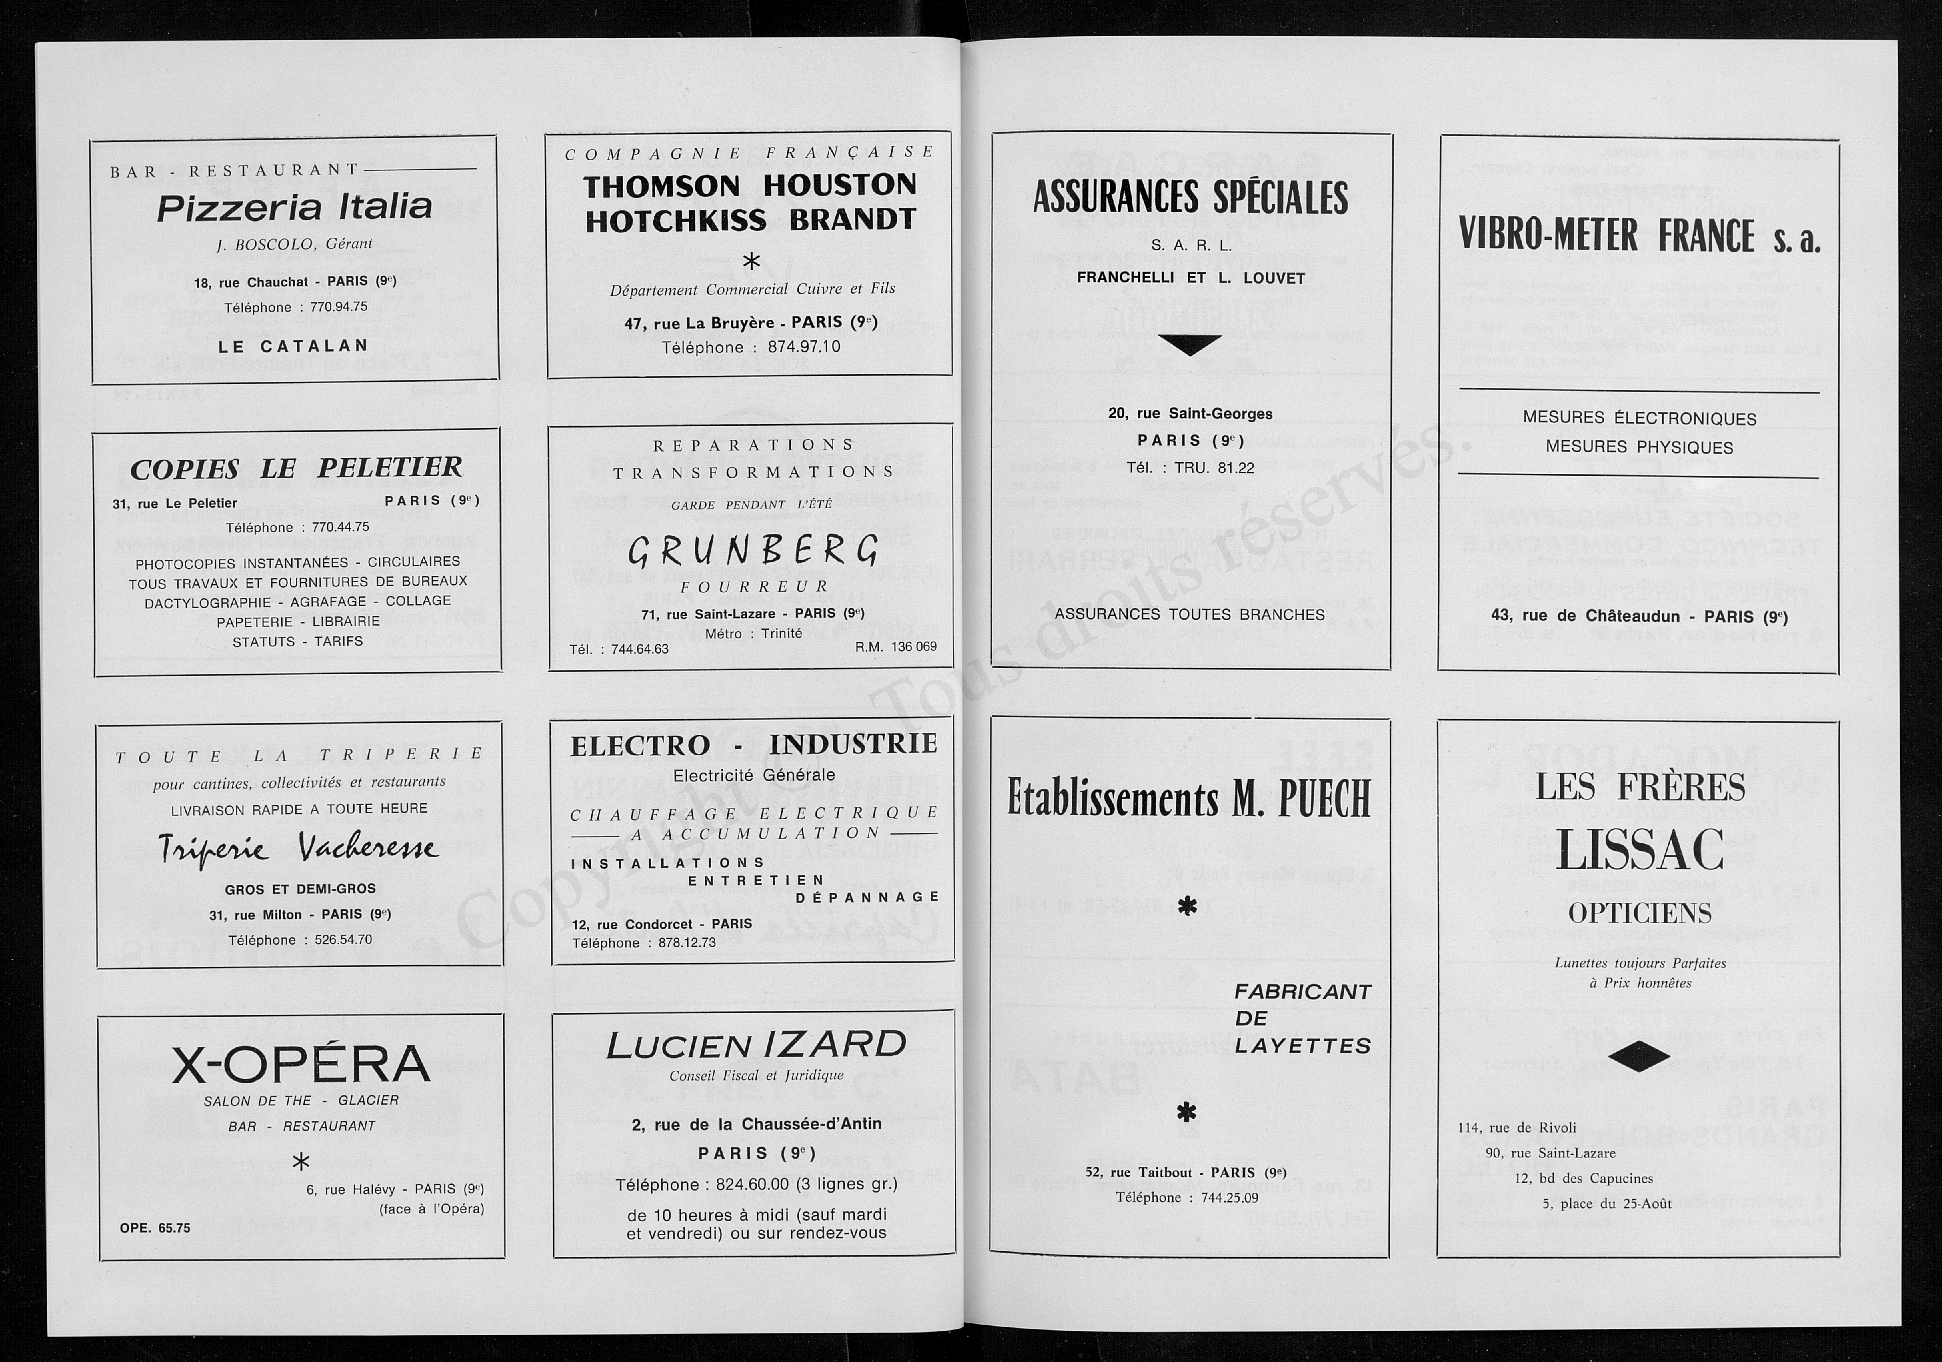 BAR - RESTAURANT
Pizzeria Italia
J. BOSCOLO, Gérant
18, rue Chauchat - PARIS (9e)
Téléphone : 770.94.75
LE CATALAN
COMPAGNIE FRANÇAISE
THOMSON HOUSTON
HOTCHKISS BRANDT
*
Département Commercial Cuivre et Fils
47, rue La Bruyère - PARIS (9e)
Téléphone : 874.97.10
COPIES LE PELETIER
31, rue Le Peletier PARIS (9e)
Téléphone : 770.44.75
PHOTOCOPIES INSTANTANÉES - CIRCULAIRES
TOUS TRAVAUX ET FOURNITURES DE BUREAUX
DACTYLOGRAPHIE - AGRAFAGE - COLLAGE
PAPETERIE - LIBRAIRIE
STATUTS - TARIFS
REPARATIONS
TRANSFORMATIONS
GARDE PENDANT L'ÉTÉ
GRUNBERG
FOURREUR
71, rue Saint-Lazare - PARIS (9e)
Métro : Trinité
Tél. : 744.64.63 R.M. 136 069
TOUTE LA TRIPERIE
pour cantines, collectivités et restaurants
LIVRAISON RAPIDE A TOUTE HEURE
Triperie Vacheresse
GROS ET DEMI-GROS
31, rue Milton - PARIS (9e)
Téléphone : 526.54.70
ELECTRO - INDUSTRIE
Electricité Générale
CHAUFFAGE ELECTRIQUE
A ACCUMULATION
INSTALLATIONS
ENTRETIEN
DÉPANNAGE
12, rue Condorcet - PARIS
Téléphone : 878.12.73
X-OPÉRA
SALON DE THE - GLACIER
BAR - RESTAURANT
*
6, rue Halévy - PARIS (9e)
(face à l'Opéra)
OPE. 65.75
LUCIEN IZARD
Conseil Fiscal et Juridique
2, rue de la Chaussée-d'Antin
PARIS (9e)
Téléphone : 824.60.00 (3 lignes gr.)
de 10 heures à midi (sauf mardi
et vendredi) ou sur rendez-vous
ASSURANCES SPÉCIALES
S. A. R. L.
FRANCHELLI ET L. LOUVET
20, rue Saint-Georges
PARIS (9e)
Tél. : TRU. 81.22
ASSURANCES TOUTES BRANCHES
VIBRO-METER FRANCE s. a.
MESURES ÉLECTRONIQUES
MESURES PHYSIQUES
43, rue de Châteaudun - PARIS (9e)
Etablissements M. PUECH
*
FABRICANT
DE
LAYETTES
*
52, rue Taitbout - PARIS (9e)
Téléphone : 744.25.09
LES FRÈRES
LISSAC
OPTICIENS
Lunettes toujours Parfaites
à Prix honnêtes
114, rue de Rivoli
90, rue Saint-Lazare
12, bd des Capucines
5, place du 25-Août
Copyright © Tous droits réservés.